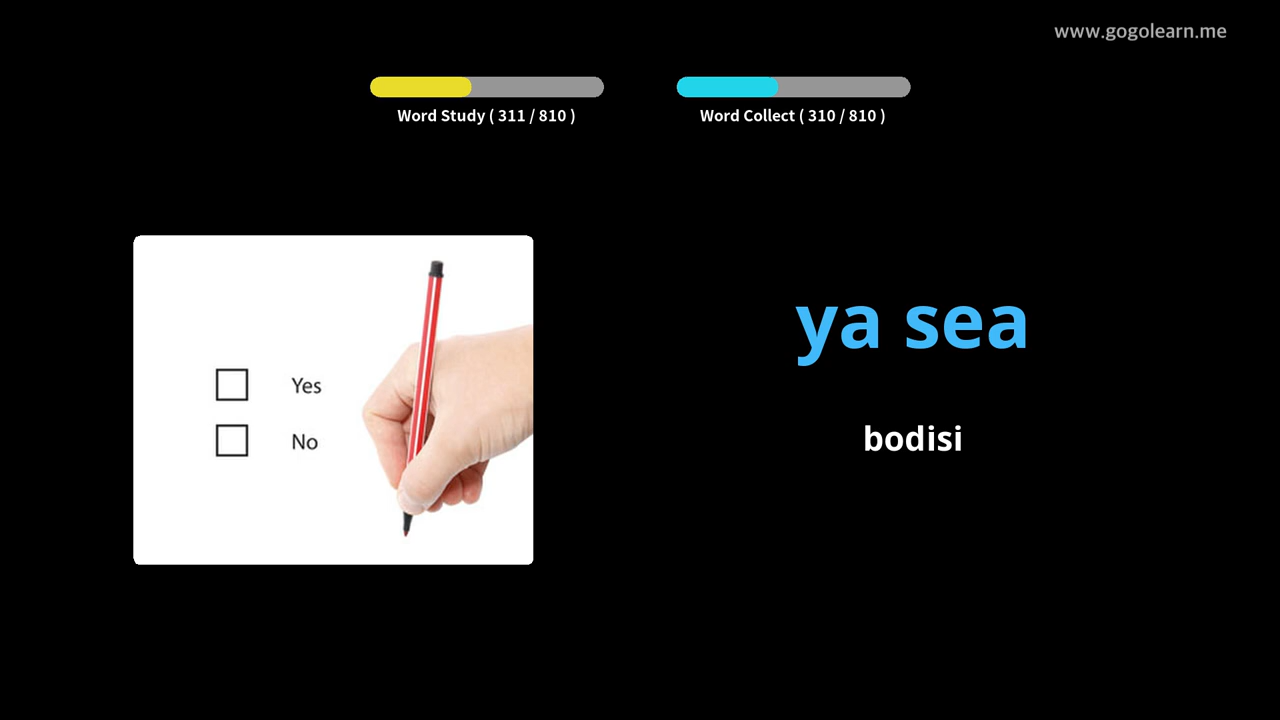 www.gogolearn.me
Word Study ( 311 / 810 )
Word Collect ( 310 / 810 )
Yes
No
ya sea
bodisi